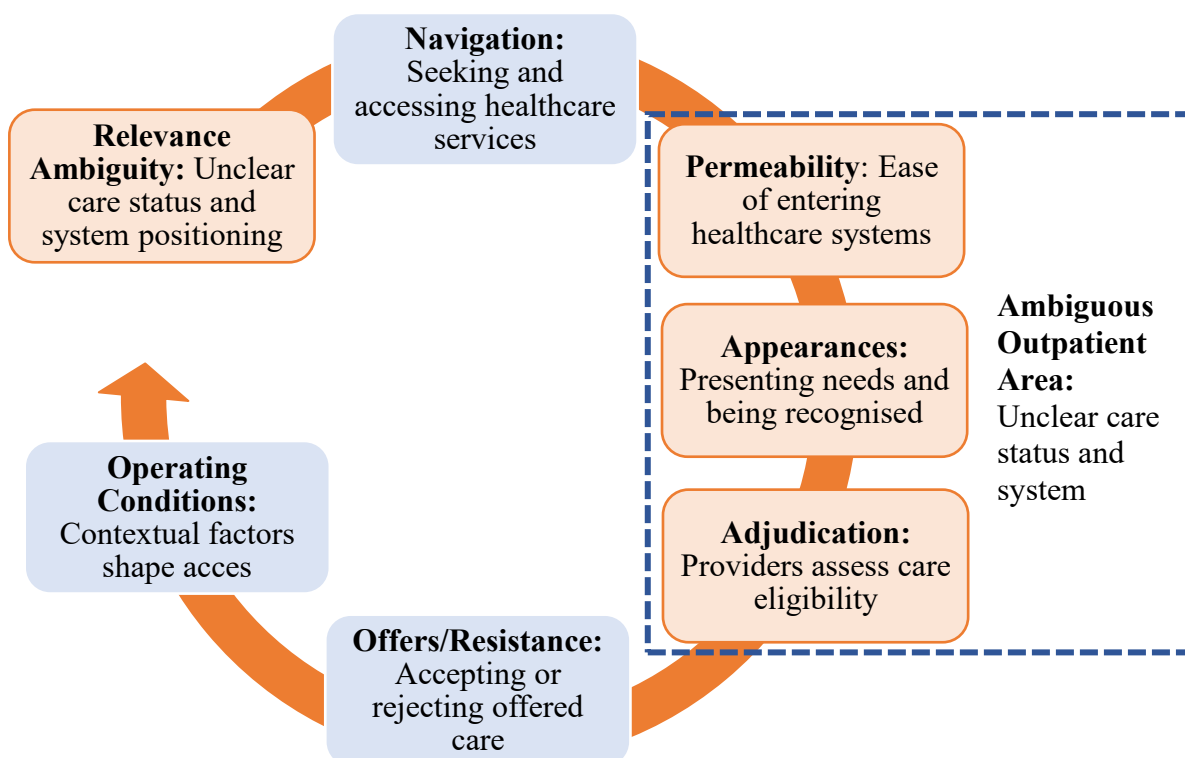 Navigation:
Seeking and
accessing healthcare
services
Relevance
Ambiguity: Unclear
care status and
system positioning
Permeability: Ease
of entering
healthcare systems
Appearances:
Presenting needs and
being recognised
Ambiguous
Outpatient
Area:
Unclear care
status and
system
Adjudication:
Providers assess care
eligibility
Operating
Conditions:
Contextual factors
shape acces
Offers/Resistance:
Accepting or
rejecting offered
care